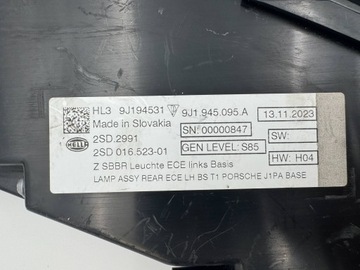 HL3 9J194531 9J1.945.095.A 13.11.2023
Made in Slovakia SN: 00000847 SW:
HELLA 2SD.2991
2SD 016.523-01 GEN LEVEL: S85 HW: H04
Z SBBR Leuchte ECE links Basis
LAMP ASSY REAR ECE LH BS T1 PORSCHE J1PA BASE